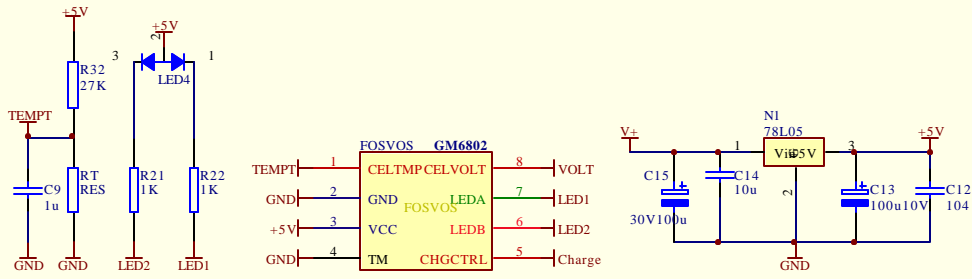 +5V
R32
27K
TEMPT
C9
1u
RT
RES
GND
GND
+5V
2
3
1
LED4
R21
1K
R22
1K
LED2
LED1
FOSVOS
GM6802
TEMPT
1
CELTMP
CELVOLT
8
VOLT
GND
2
GND
LEDA
7
LED1
FOSVOS
+5V
3
VCC
LEDB
6
LED2
GND
4
TM
CHGCTRL
5
Charge
V+
N1
78L05
+5V
1
Vin
+5V
3
2
C15
30V100u
C14
10u
C13
100u10V
C12
104
GND